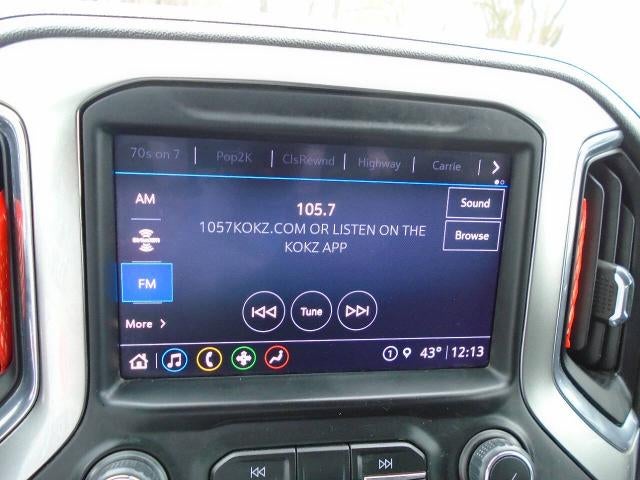 70s on 7 | Pop2K | ClsRewnd | Highway | Carrie
AM
105.7
Sound
1057KOKZ.COM OR LISTEN ON THE
KOKZ APP
Browse
FM
Tune
More
1 43° 12:13